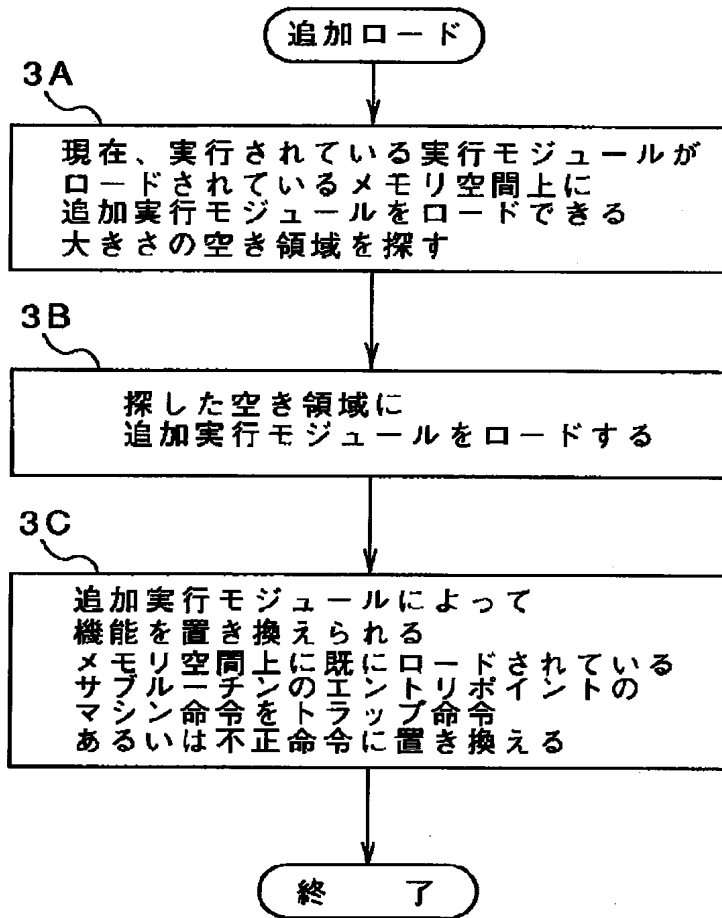 追加ロード
3A
現在、実行されている実行モジュールが
ロードされているメモリ空間上に
追加実行モジュールをロードできる
大きさの空き領域を探す
3B
探した空き領域に
追加実行モジュールをロードする
3C
追加実行モジュールによって
機能を置き換えられる
メモリ空間上に既にロードされている
サブルーチンのエントリポイントの
マシン命令をトラップ命令
あるいは不正命令に置き換える
終 了